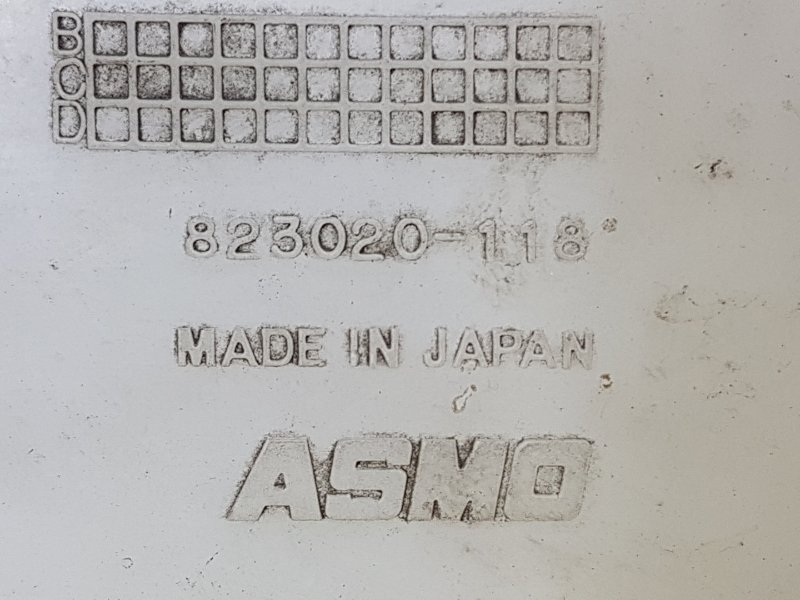 B
C
D
823020-118
MADE IN JAPAN
ASMO